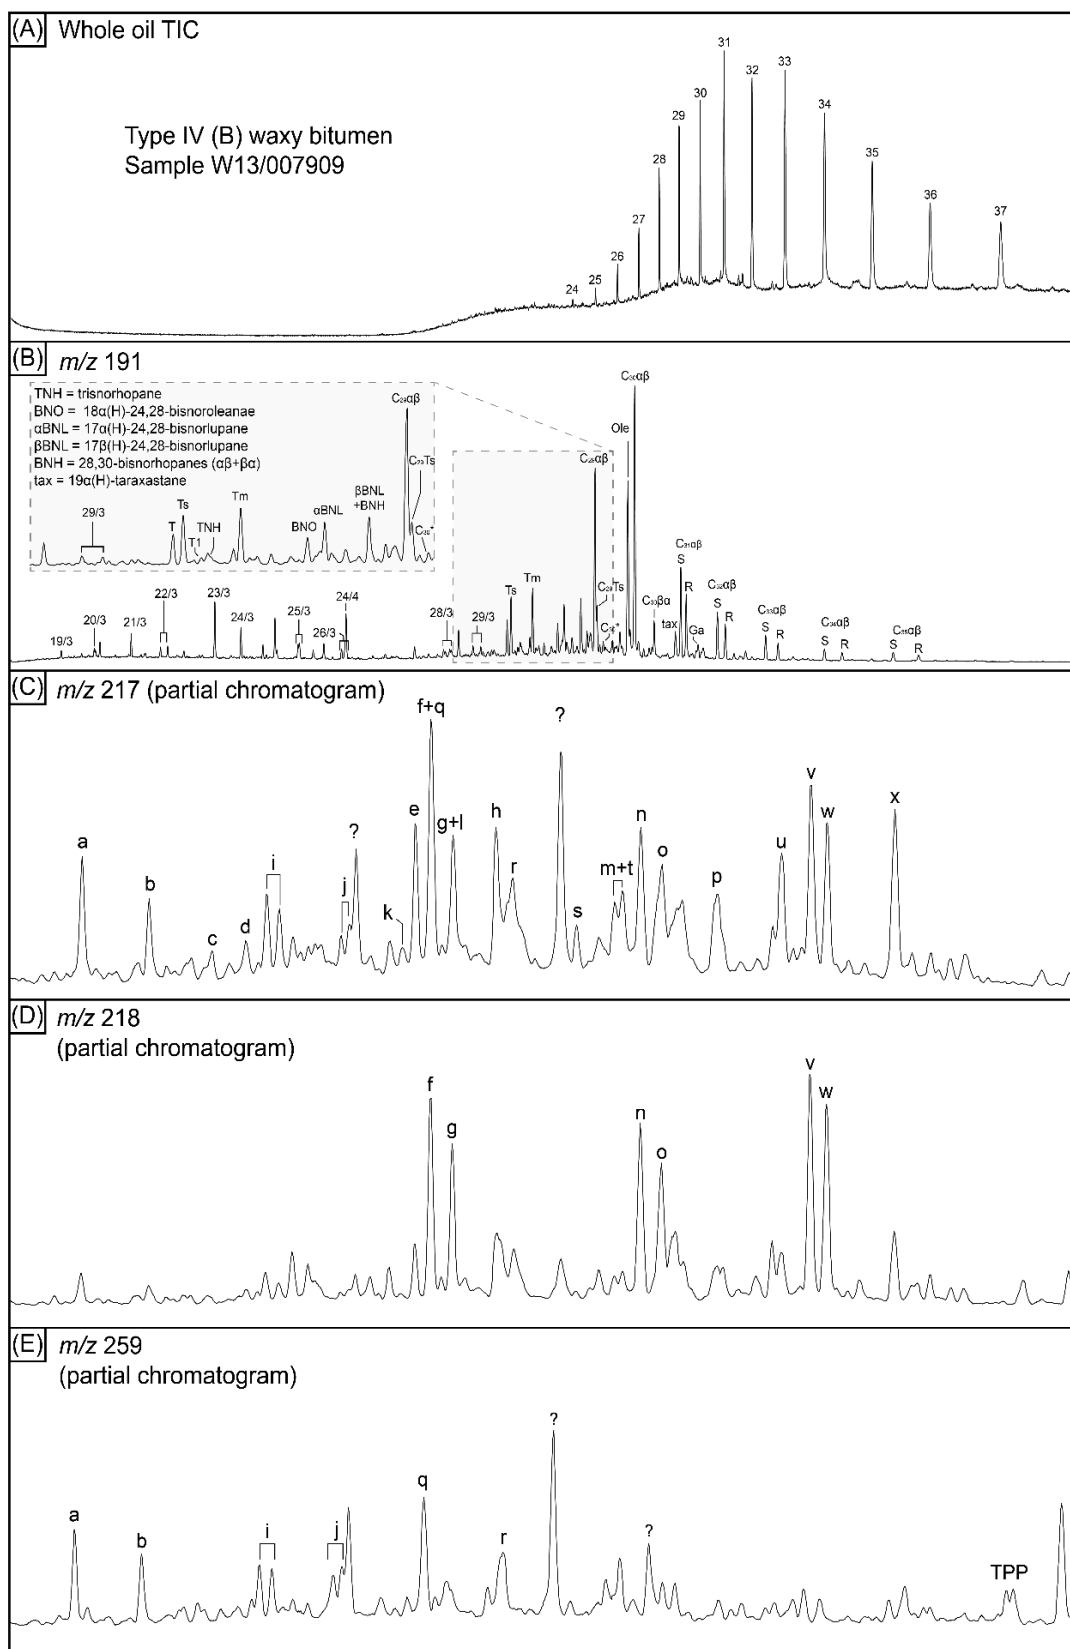 (A) Whole oil TIC
Type IV (B) waxy bitumen
Sample W13/007909
24
25
26
27
28
29
30
31
32
33
34
35
36
37
(B) m/z 191
TNH = trisnorhopane
BNO = 18α(H)-24,28-bisnoroleanae
αBNL = 17α(H)-24,28-bisnorlupane
βBNL = 17β(H)-24,28-bisnorlupane
BNH = 28,30-bisnorhopanes (αβ+βα)
tax = 19α(H)-taraxastane
29/3
T
Ts
T1
TNH
Tm
BNO
αBNL
βBNL
+BNH
C₂₉αβ
C₂₉Ts
C₃₀*
19/3
20/3
21/3
22/3
23/3
24/3
25/3
26/3
24/4
28/3
29/3
Ts
Tm
C₂₉αβ
C₂₉Ts
C₃₀*
Ole
C₃₀αβ
C₃₀βα
tax
C₃₁αβ
S
R
Ga
C₃₂αβ
S
R
C₃₃αβ
S
R
C₃₄αβ
S
R
C₃₅αβ
S
R
(C) m/z 217 (partial chromatogram)
a
b
c
d
i
j
?
k
e
f+q
g+l
h
r
?
s
m+t
n
o
p
u
v
w
x
(D) m/z 218
(partial chromatogram)
f
g
n
o
v
w
(E) m/z 259
(partial chromatogram)
a
b
i
j
q
r
?
?
TPP